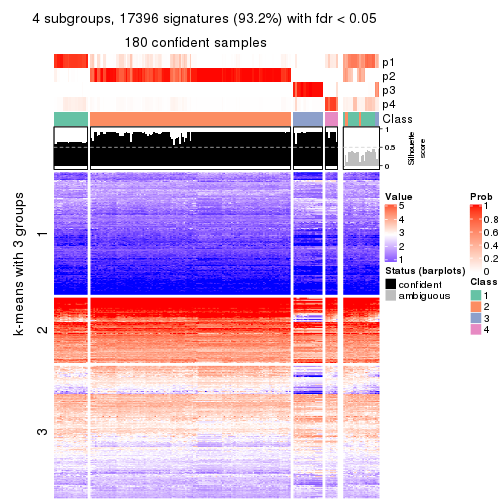 4 subgroups, 17396 signatures (93.2%) with fdr < 0.05
180 confident samples
p1
p2
p3
p4
Class
1
0.5
0
Silhouette
score
k-means with 3 groups
1
2
3
Value
5
4
3
2
1
Status (barplots)
confident
ambiguous
Prob
1
0.8
0.6
0.4
0.2
0
Class
1
2
3
4